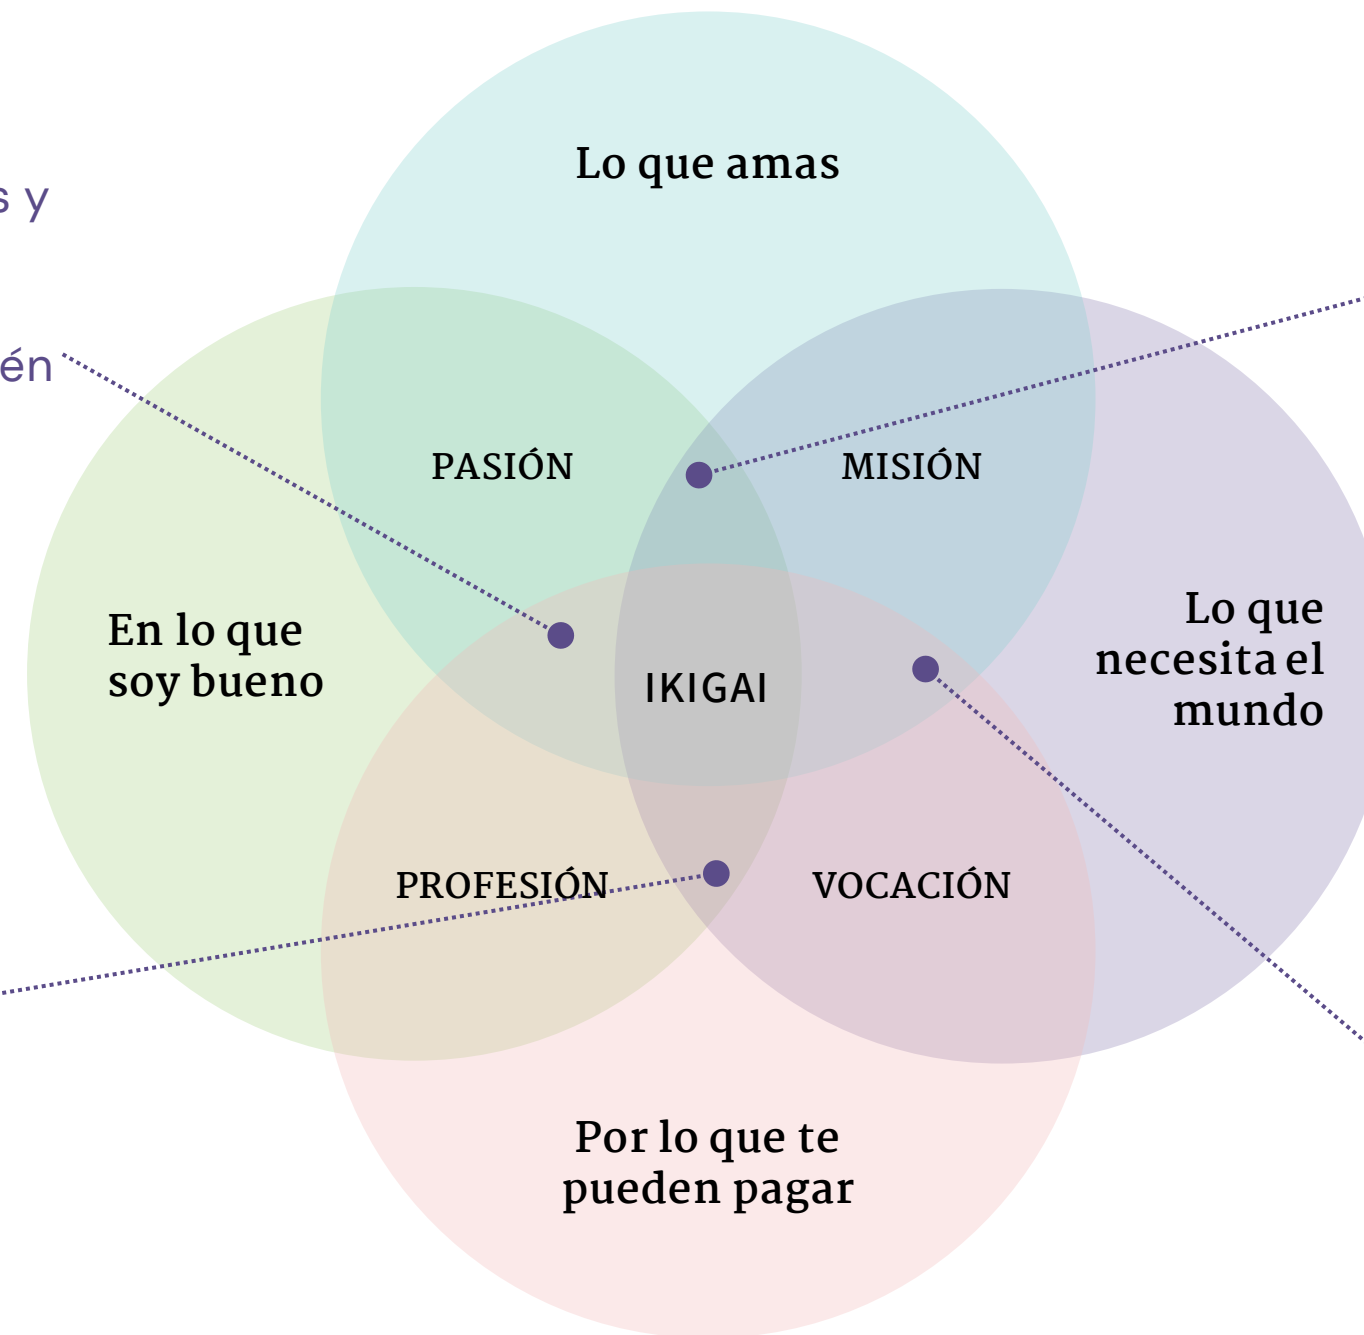 Lo que amas
s y
én
PASIÓN
MISIÓN
En lo que
soy bueno
Lo que
necesita el
mundo
IKIGAI
PROFESIÓN
VOCACIÓN
Por lo que te
pueden pagar